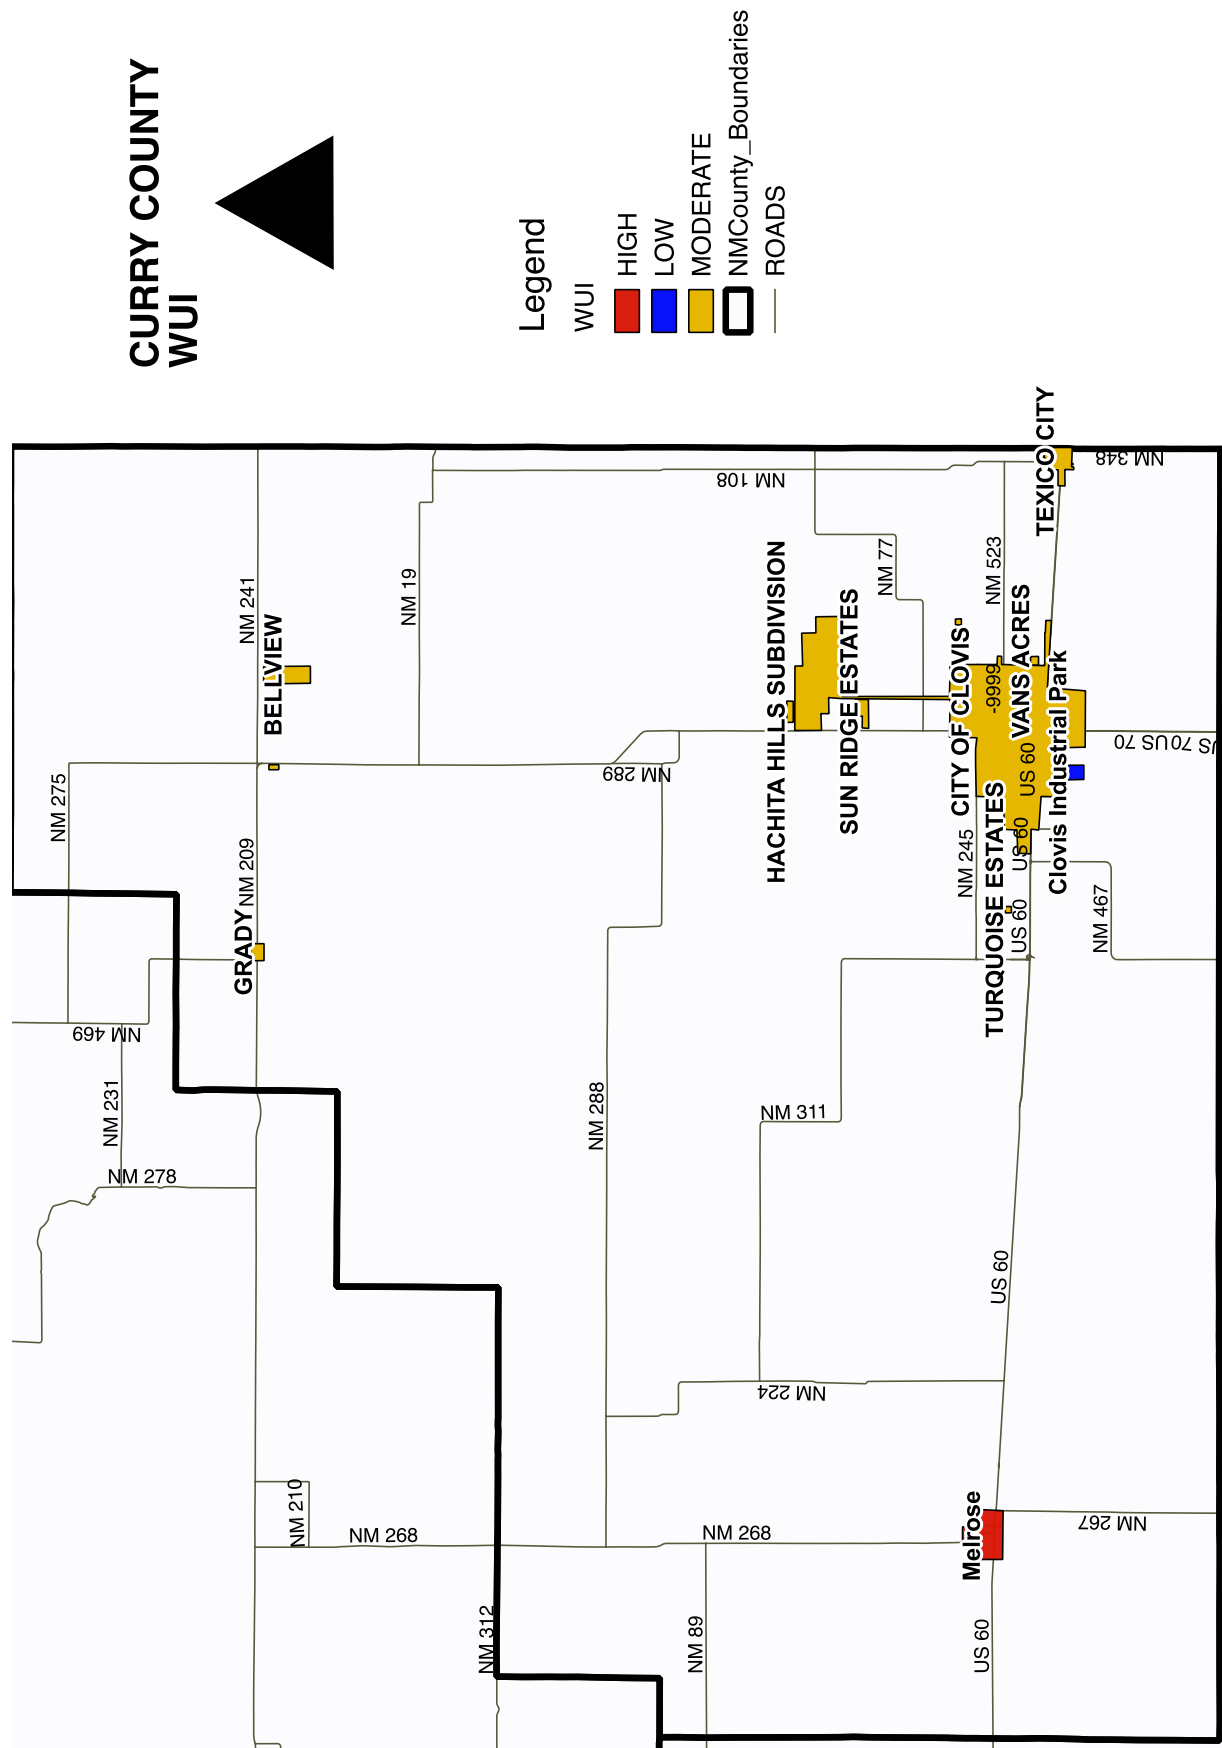 CURRY COUNTY
WUI
Legend
WUI
HIGH
LOW
MODERATE
NMCounty_Boundaries
ROADS
NM 275
NM 469
NM 231
NM 278
GRADY
NM 209
NM 241
BELLVIEW
NM 19
NM 210
NM 268
NM 312
NM 288
NM 289
NM 108
HACHITA HILLS SUBDIVISION
SUN RIDGE ESTATES
NM 77
NM 311
NM 224
NM 268
NM 89
CITY OF CLOVIS
NM 245
-9999
NM 523
VANS ACRES
TURQUOISE ESTATES
US 60
US 60
US 60
TEXICO CITY
Clovis Industrial Park
NM 348
US 70
US 70
US
NM 467
US 60
Melrose
US 60
NM 267